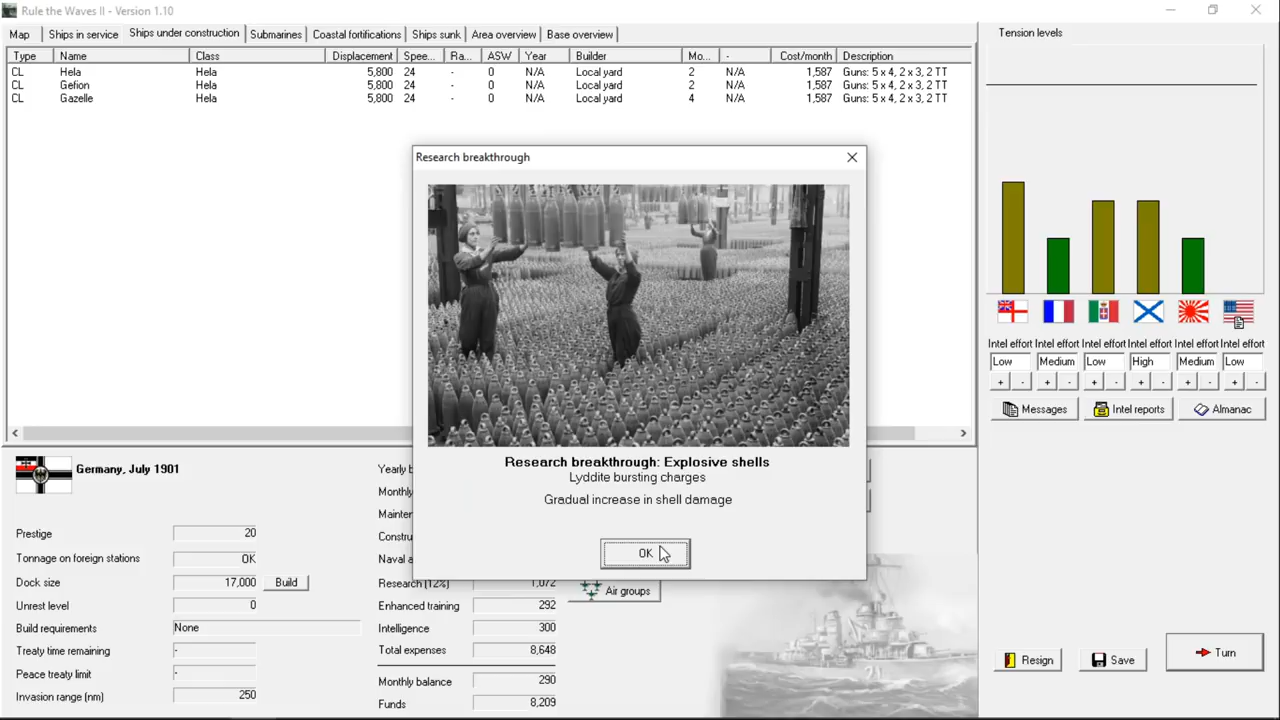 Rule the Waves II - Version 1.10
Map Ships in service Ships under construction Submarines Coastal fortifications Ships sunk Area overview Base overview
Type Name Class Displacement Spee... Ra... ASW Year Builder Mo... - Cost/month Description
CL Hela Hela 5,800 24 - 0 N/A Local yard 2 N/A 1,587 Guns: 5 x 4, 2 x 3, 2 TT
CL Gefion Hela 5,800 24 - 0 N/A Local yard 2 N/A 1,587 Guns: 5 x 4, 2 x 3, 2 TT
CL Gazelle Hela 5,800 24 - 0 N/A Local yard 4 N/A 1,587 Guns: 5 x 4, 2 x 3, 2 TT
Research breakthrough
Research breakthrough: Explosive shells
Lyddite bursting charges
Gradual increase in shell damage
OK
Tension levels
Intel effort Intel effort Intel effort Intel effort Intel effort Intel effort
Low Medium Low High Medium Low
+ - + - + - + - + - + -
Messages Intel reports Almanac
Germany, July 1901
Prestige 20
Tonnage on foreign stations OK
Dock size 17,000 Build
Unrest level 0
Build requirements None
Treaty time remaining -
Peace treaty limit -
Invasion range (nm) 250
Yearly b
Monthly
Mainten
Constru
Naval a
Research (12%) 1,072
Enhanced training 292
Intelligence 300
Total expenses 8,648
Monthly balance 290
Funds 8,209
Air groups
Resign Save Turn